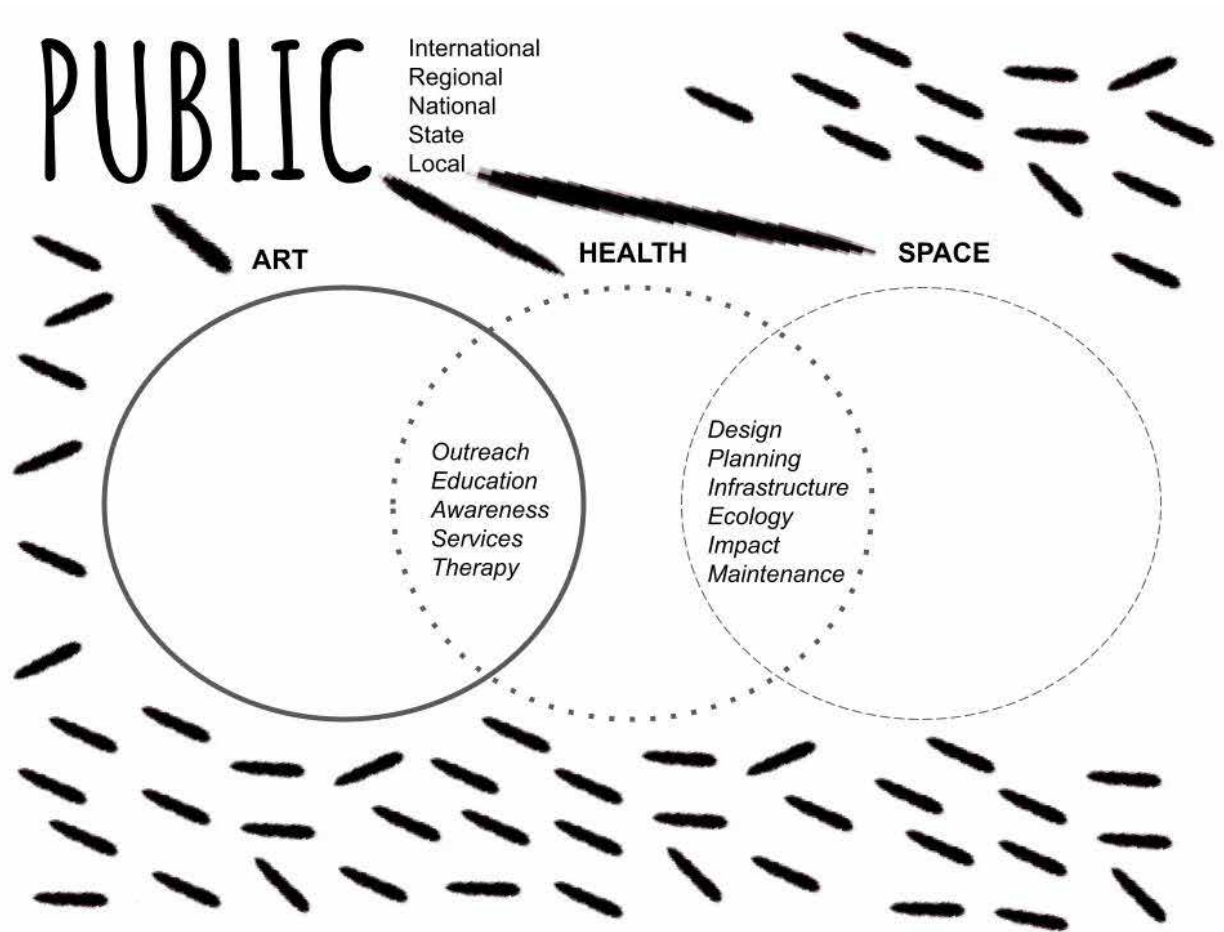 PUBLIC
International
Regional
National
State
Local
ART
HEALTH
SPACE
Outreach
Education
Awareness
Services
Therapy
Design
Planning
Infrastructure
Ecology
Impact
Maintenance